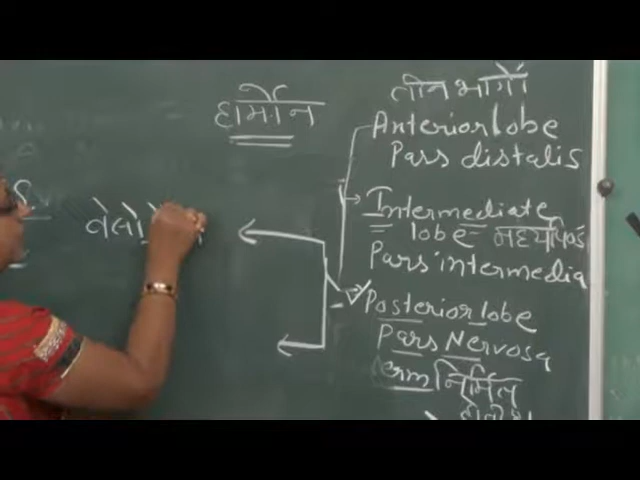 हार्मोन
तीन भागों
Anterior lobe
Pars distalis
Intermediate
lobe = मध्यपिंड
Pars intermedia
Posterior lobe
Pars Nervosa
निर्मित